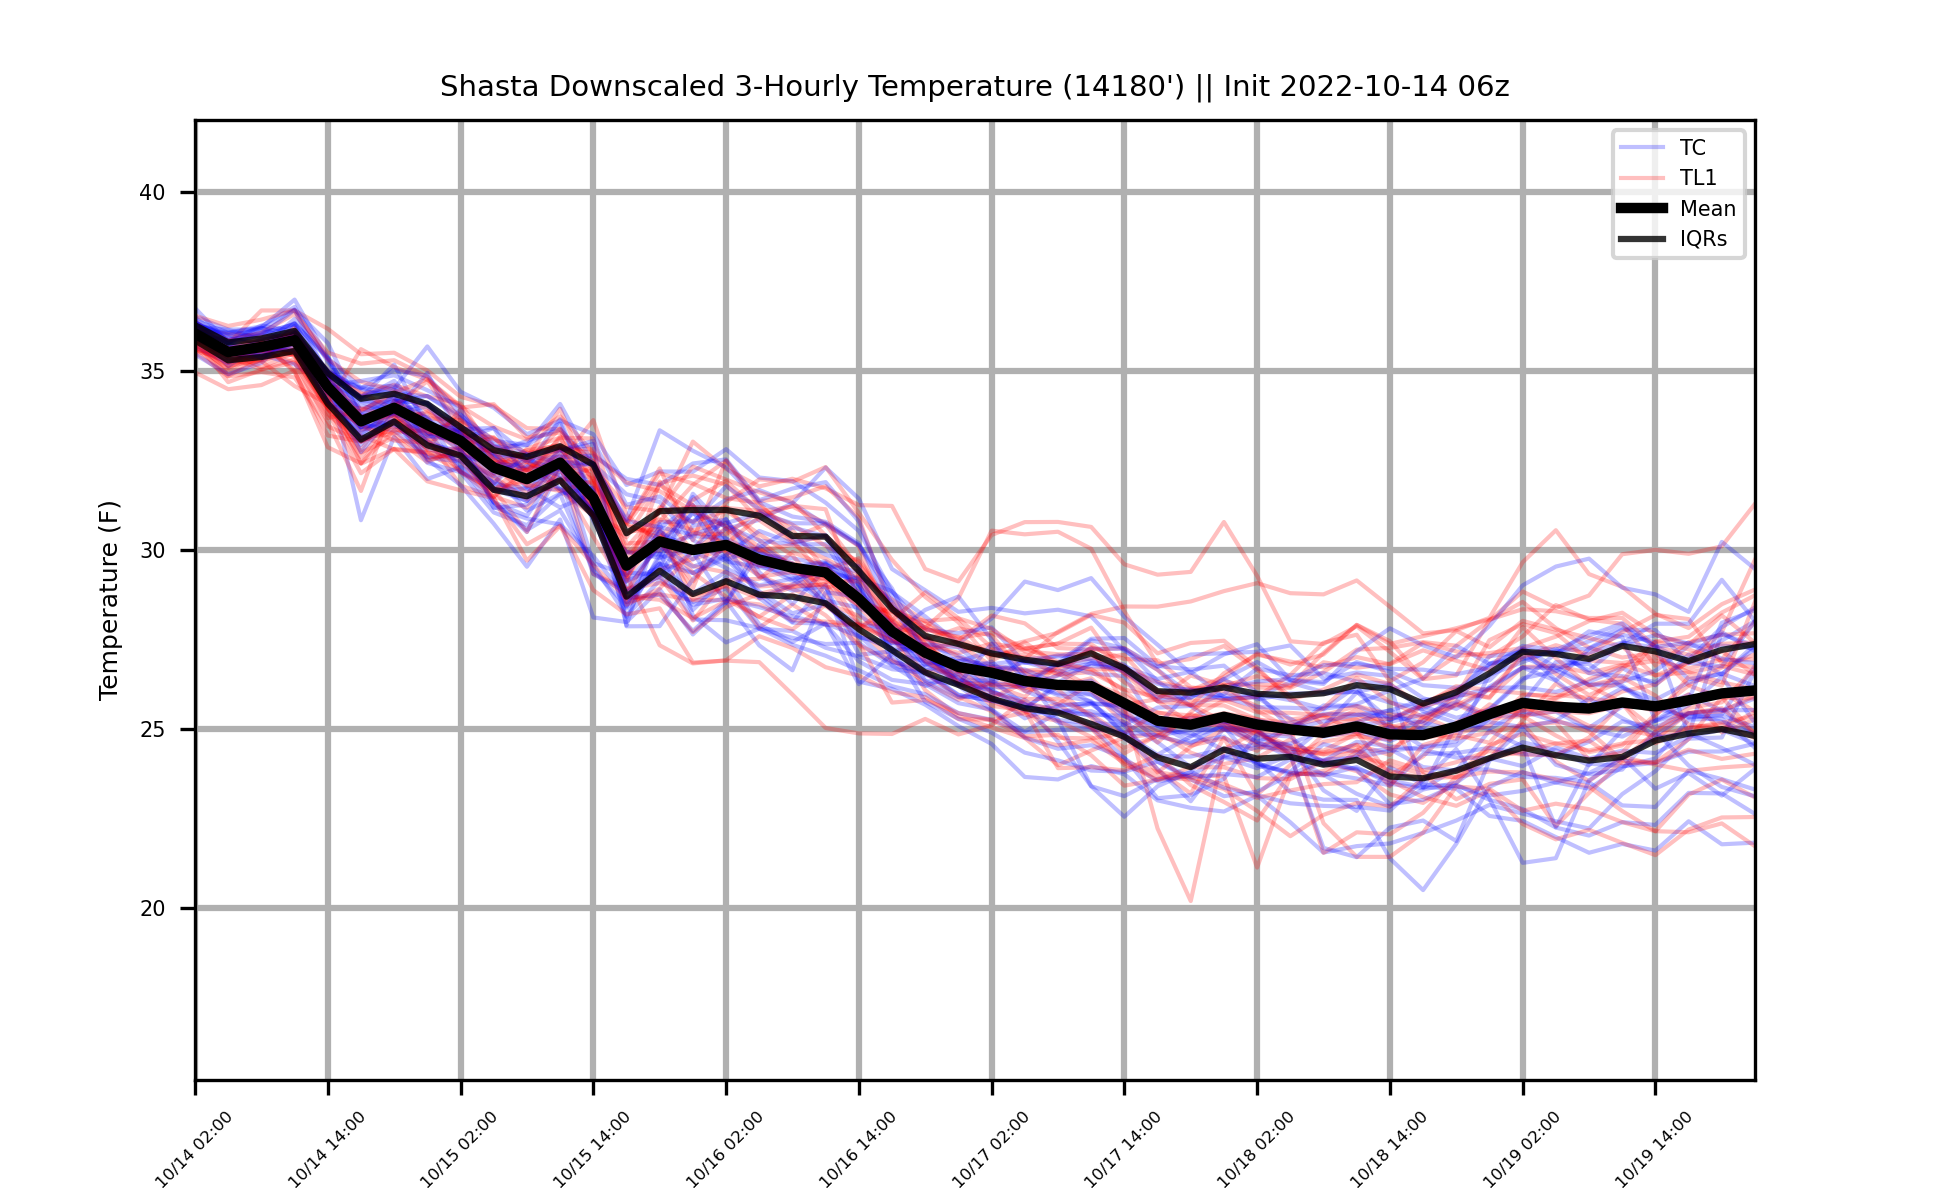 Shasta Downscaled 3-Hourly Temperature (14180') || Init 2022-10-14 06z
TC
TL1
Mean
IQRs
Temperature (F)
40
35
30
25
20
10/14 02:00
10/14 14:00
10/15 02:00
10/15 14:00
10/16 02:00
10/16 14:00
10/17 02:00
10/17 14:00
10/18 02:00
10/18 14:00
10/19 02:00
10/19 14:00